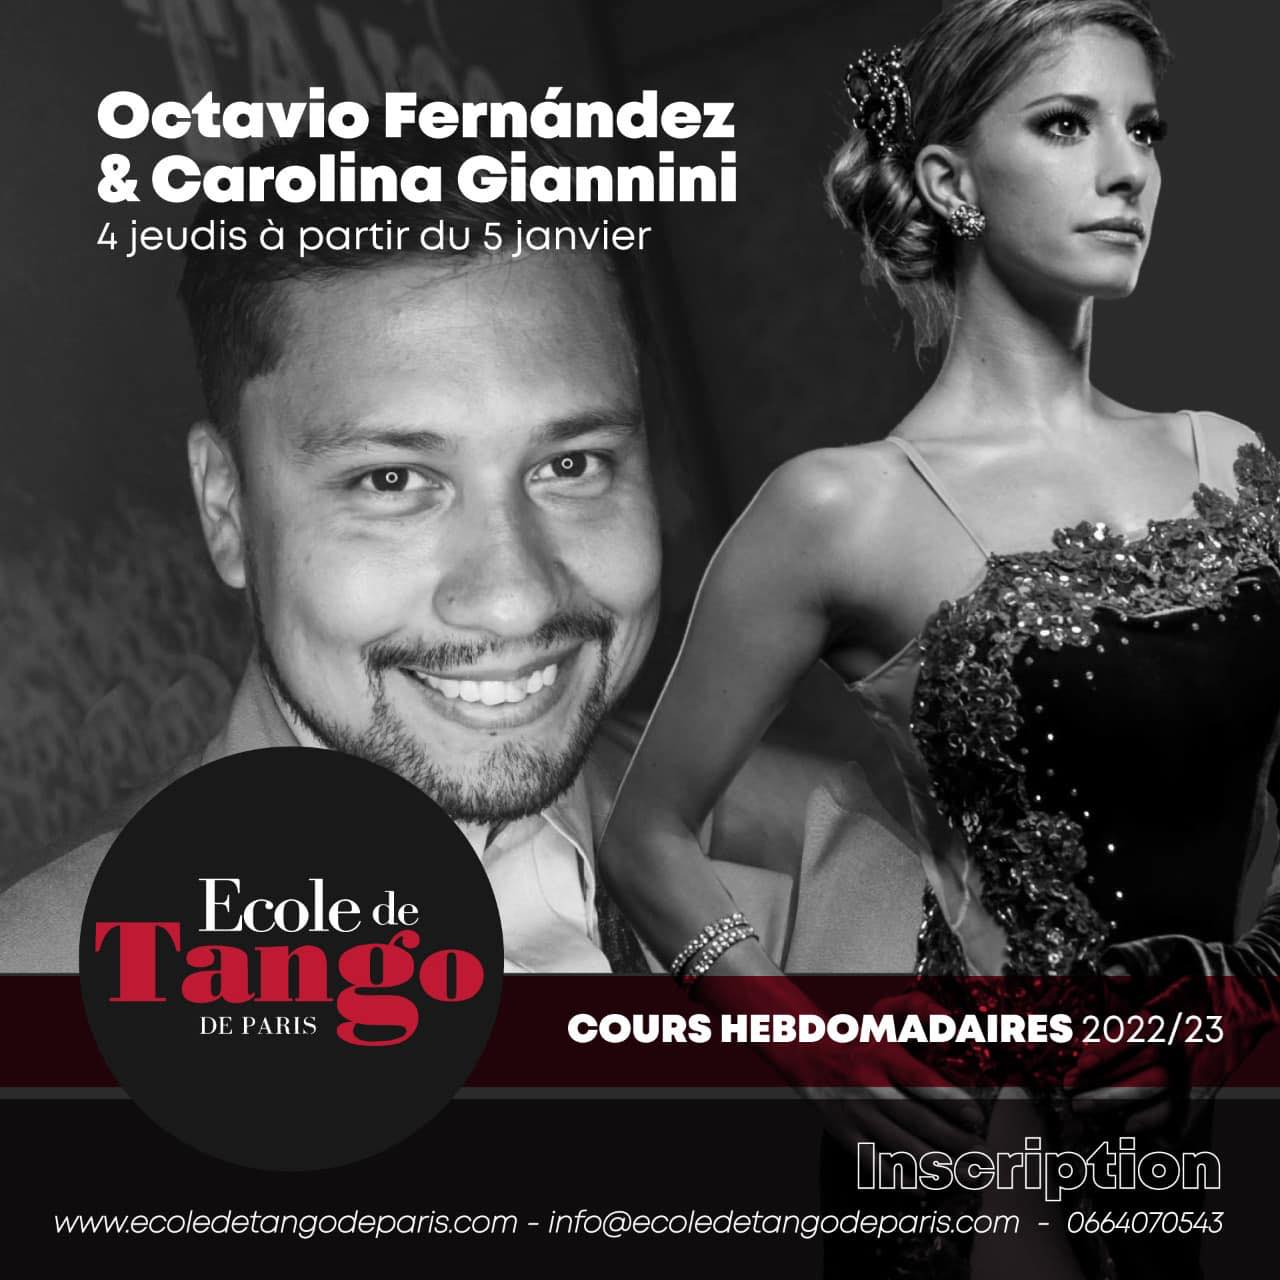 Octavio Fernández
& Carolina Giannini
4 jeudis à partir du 5 janvier
Ecole de
Tango
DE PARIS
COURS HEBDOMADAIRES 2022/23
Inscription
www.ecoledetangodeparis.com - info@ecoledetangodeparis.com - 0664070543